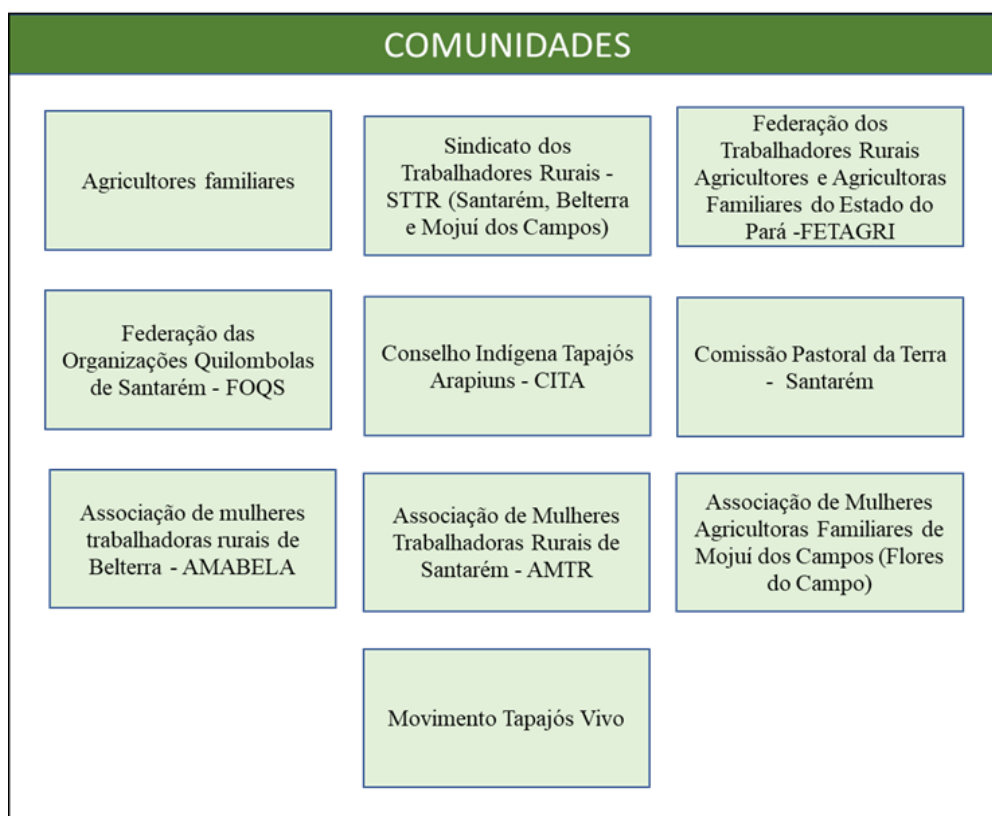 COMUNIDADES
Agricultores familiares
Sindicato dos
Trabalhadores Rurais -
STTR (Santarém, Belterra
e Mojuí dos Campos)
Federação dos
Trabalhadores Rurais
Agricultores e Agricultoras
Familiares do Estado do
Pará -FETAGRI
Federação das
Organizações Quilombolas
de Santarém - FOQS
Conselho Indígena Tapajós
Arapiuns - CITA
Comissão Pastoral da Terra
- Santarém
Associação de mulheres
trabalhadoras rurais de
Belterra - AMABELA
Associação de Mulheres
Trabalhadoras Rurais de
Santarém - AMTR
Associação de Mulheres
Agricultoras Familiares de
Mojuí dos Campos (Flores
do Campo)
Movimento Tapajós Vivo